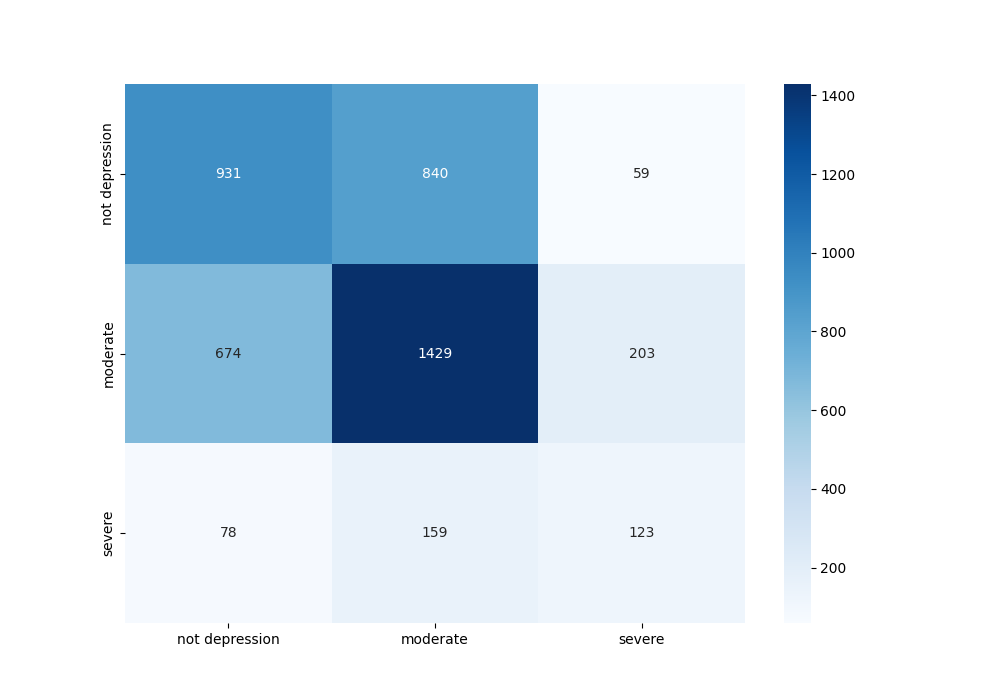 not depression
931 840 59
moderate
674 1429 203
severe
78 159 123
not depression moderate severe
1400
1200
1000
800
600
400
200